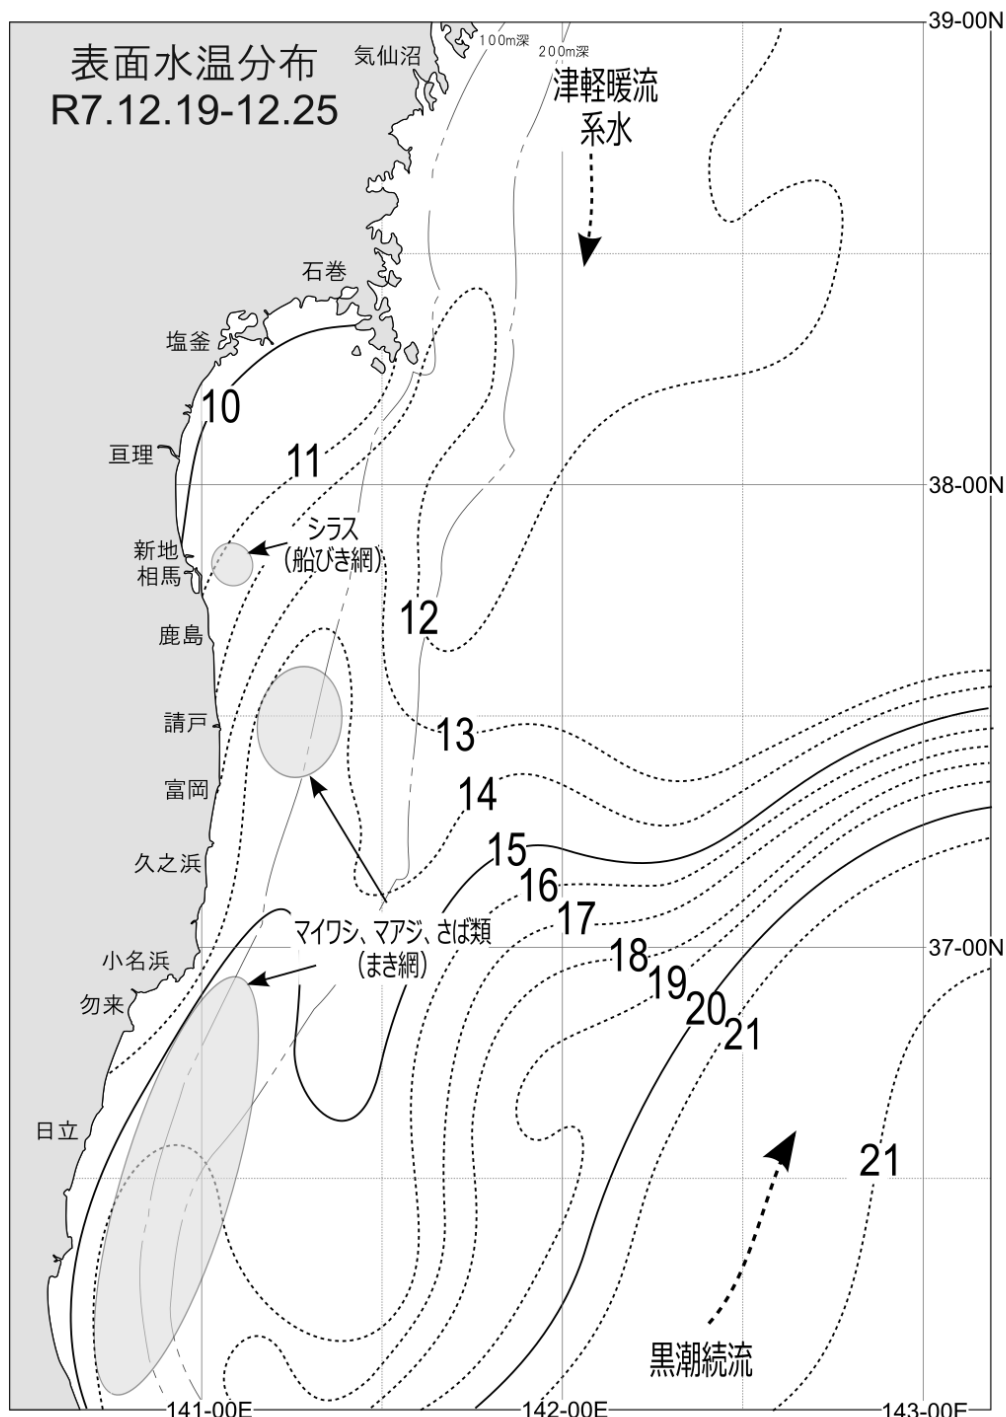 39-00N
100m深
200m深
表面水温分布
R7.12.19-12.25
気仙沼
津軽暖流
系水
石巻
塩釜
10
亘理
11
38-00N
シラス
(船びき網)
新地
相馬
12
鹿島
請戸
13
富岡
14
久之浜
15
16
17
マイワシ、マアジ、さば類
(まき網)
18
37-00N
小名浜
勿来
19
20
21
日立
21
黒潮続流
141-00E
142-00E
143-00E